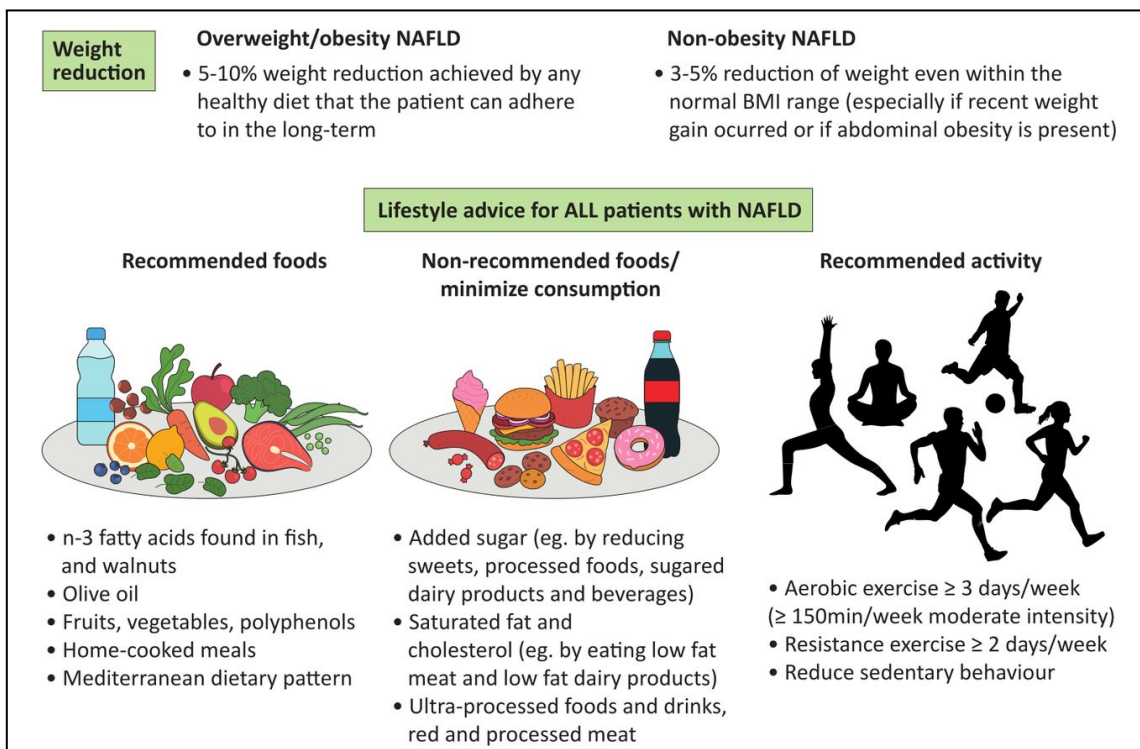 Weight
reduction
Overweight/obesity NAFLD
• 5-10% weight reduction achieved by any
healthy diet that the patient can adhere
to in the long-term
Non-obesity NAFLD
• 3-5% reduction of weight even within the
normal BMI range (especially if recent weight
gain ocurred or if abdominal obesity is present)
Lifestyle advice for ALL patients with NAFLD
Recommended foods
• n-3 fatty acids found in fish,
and walnuts
• Olive oil
• Fruits, vegetables, polyphenols
• Home-cooked meals
• Mediterranean dietary pattern
Non-recommended foods/
minimize consumption
• Added sugar (eg. by reducing
sweets, processed foods, sugared
dairy products and beverages)
• Saturated fat and
cholesterol (eg. by eating low fat
meat and low fat dairy products)
• Ultra-processed foods and drinks,
red and processed meat
Recommended activity
• Aerobic exercise ≥ 3 days/week
(≥ 150min/week moderate intensity)
• Resistance exercise ≥ 2 days/week
• Reduce sedentary behaviour